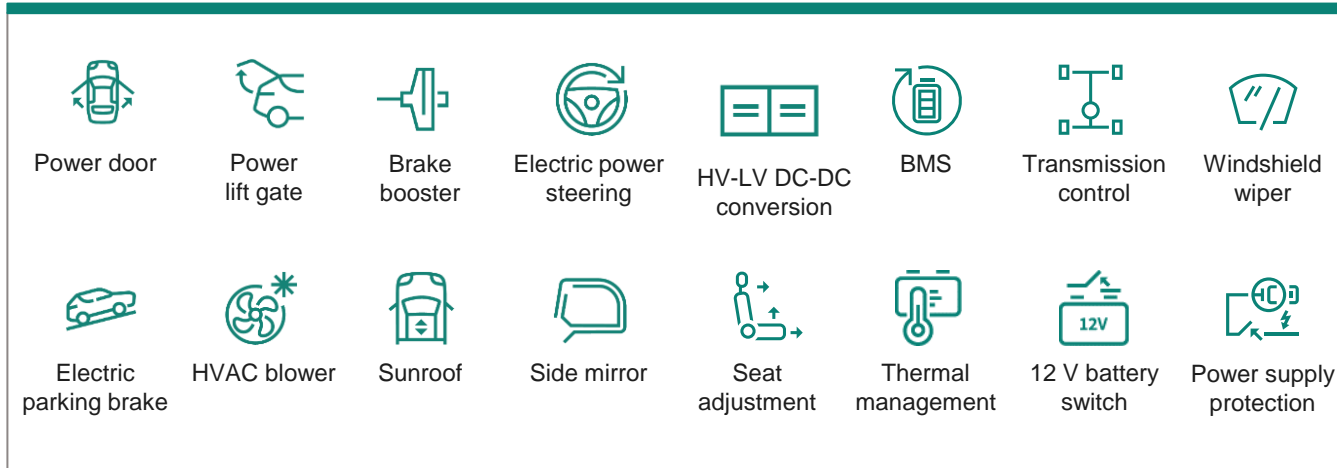 Power door
Power
lift gate
Brake
booster
Electric power
steering
HV-LV DC-DC
conversion
BMS
Transmission
control
Windshield
wiper
Electric
parking brake
HVAC blower
Sunroof
Side mirror
Seat
adjustment
Thermal
management
12V
12 V battery
switch
Power supply
protection